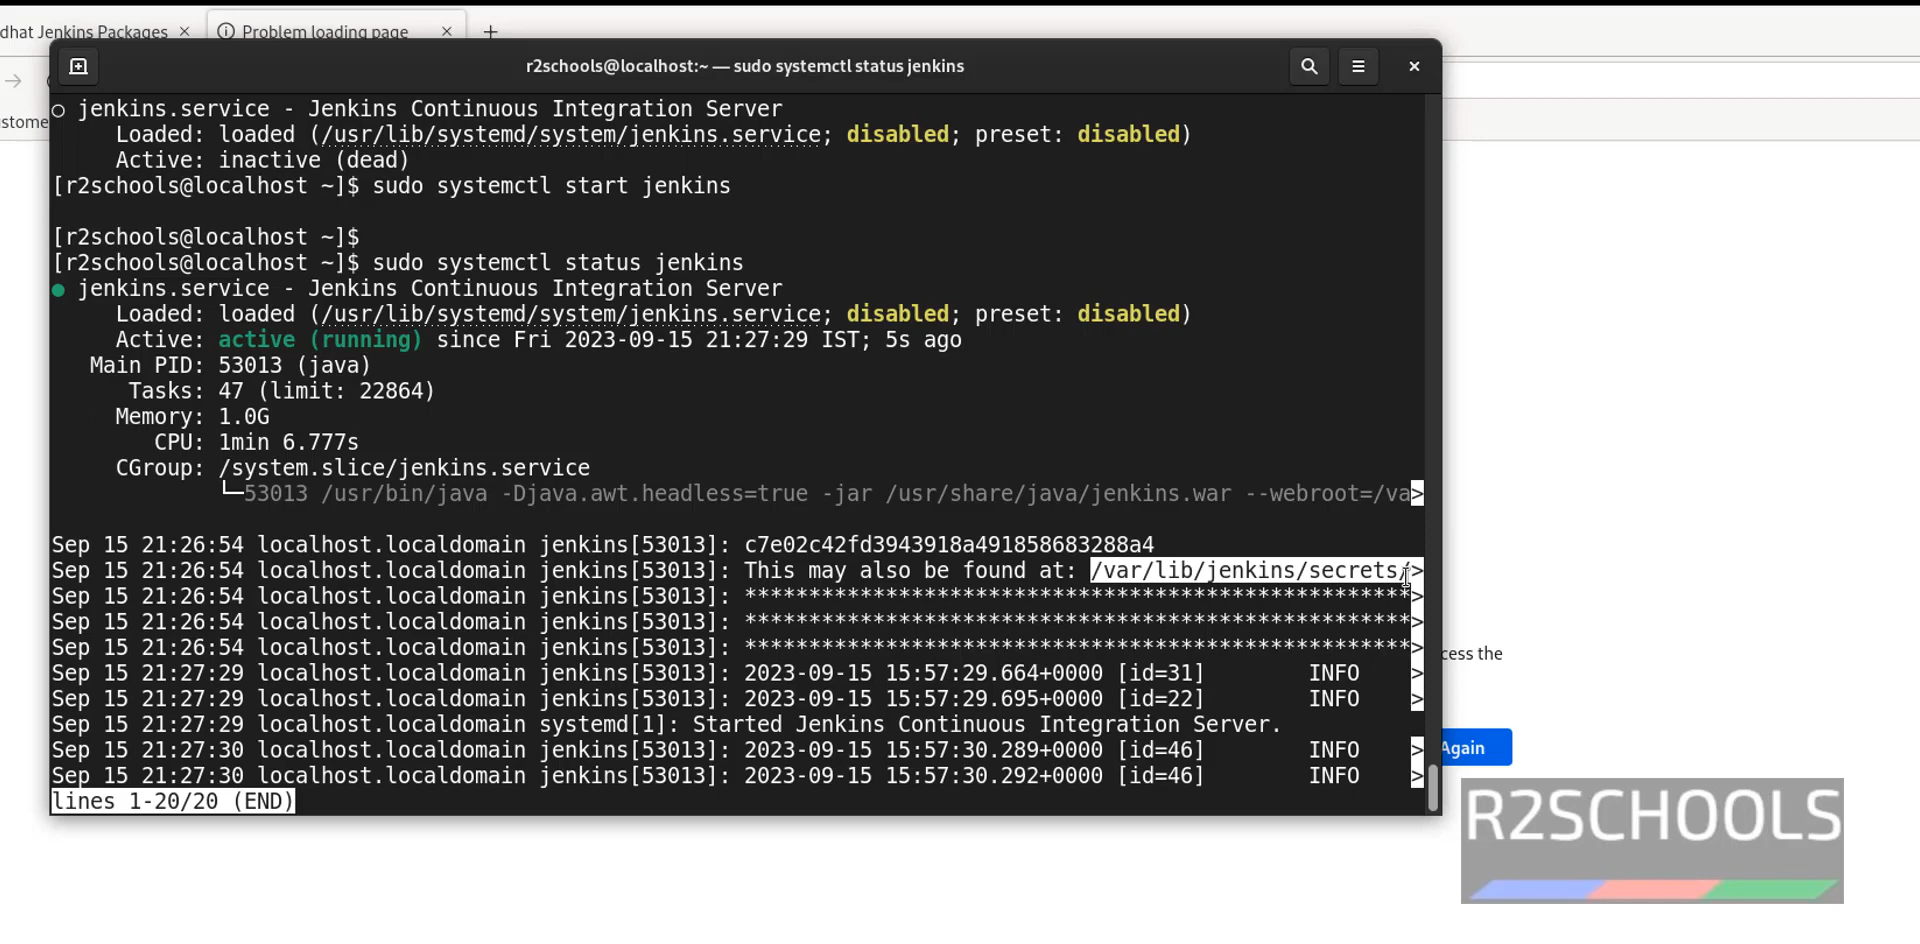 dhat Jenkins Packages ×
Problem loading page × +
r2schools@localhost:~ — sudo systemctl status jenkins
stome
○ jenkins.service - Jenkins Continuous Integration Server
Loaded: loaded (/usr/lib/systemd/system/jenkins.service; disabled; preset: disabled)
Active: inactive (dead)
[r2schools@localhost ~]$ sudo systemctl start jenkins
[r2schools@localhost ~]$
[r2schools@localhost ~]$ sudo systemctl status jenkins
● jenkins.service - Jenkins Continuous Integration Server
Loaded: loaded (/usr/lib/systemd/system/jenkins.service; disabled; preset: disabled)
Active: active (running) since Fri 2023-09-15 21:27:29 IST; 5s ago
Main PID: 53013 (java)
Tasks: 47 (limit: 22864)
Memory: 1.0G
CPU: 1min 6.777s
CGroup: /system.slice/jenkins.service
└─53013 /usr/bin/java -Djava.awt.headless=true -jar /usr/share/java/jenkins.war --webroot=/va>
Sep 15 21:26:54 localhost.localdomain jenkins[53013]: c7e02c42fd3943918a491858683288a4
Sep 15 21:26:54 localhost.localdomain jenkins[53013]: This may also be found at: /var/lib/jenkins/secrets/>
Sep 15 21:26:54 localhost.localdomain jenkins[53013]: ****************************************************>
Sep 15 21:26:54 localhost.localdomain jenkins[53013]: ****************************************************>
Sep 15 21:26:54 localhost.localdomain jenkins[53013]: ****************************************************>
Sep 15 21:27:29 localhost.localdomain jenkins[53013]: 2023-09-15 15:57:29.664+0000 [id=31] INFO >
Sep 15 21:27:29 localhost.localdomain jenkins[53013]: 2023-09-15 15:57:29.695+0000 [id=22] INFO >
Sep 15 21:27:29 localhost.localdomain systemd[1]: Started Jenkins Continuous Integration Server.
Sep 15 21:27:30 localhost.localdomain jenkins[53013]: 2023-09-15 15:57:30.289+0000 [id=46] INFO >
Sep 15 21:27:30 localhost.localdomain jenkins[53013]: 2023-09-15 15:57:30.292+0000 [id=46] INFO >
lines 1-20/20 (END)
cess the
Again
R2SCHOOLS